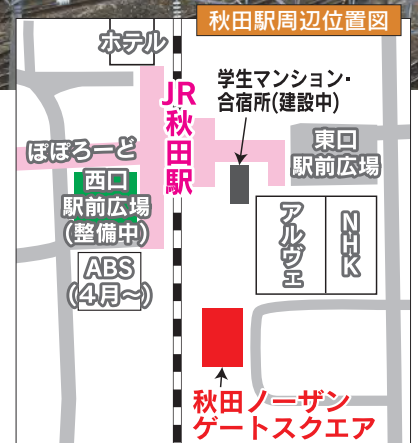 秋田駅周辺位置図
ホテル
JR秋田駅
学生マンション・
合宿所(建設中)
東口
駅前広場
ぽぽろーど
西口
駅前広場
(整備中)
アルヴェ
NHK
ABS
(4月〜)
秋田ノーザン
ゲートスクエア